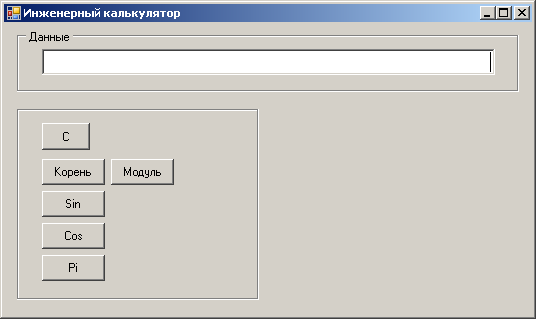 Инженерный калькулятор
Данные
C
Корень Модуль
Sin
Cos
Pi